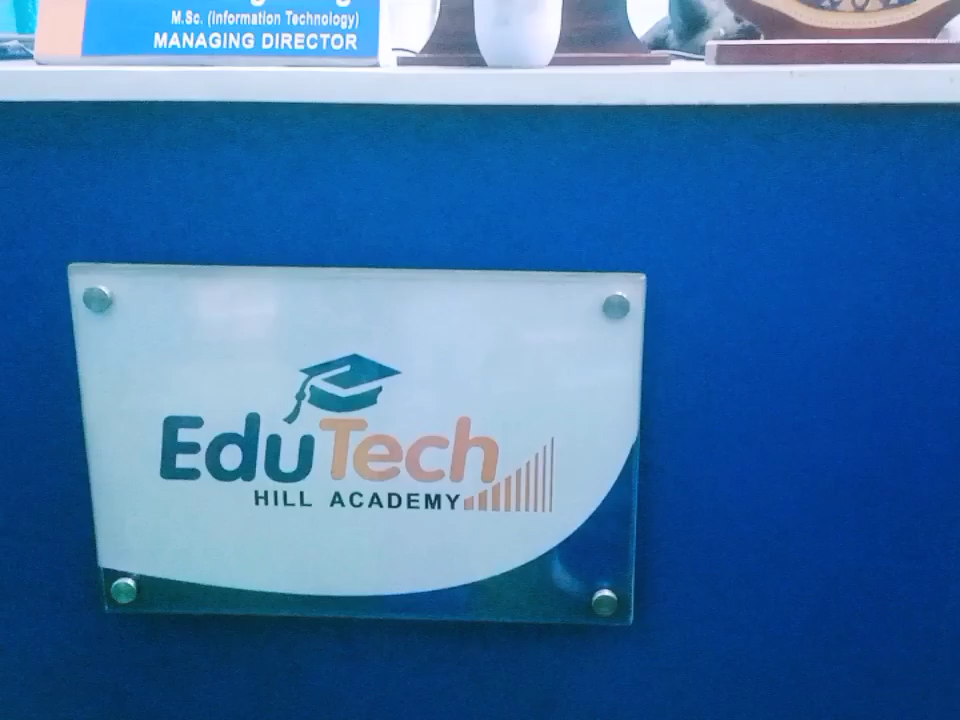 M.Sc. (Information Technology)
MANAGING DIRECTOR
EduTech
HILL ACADEMY